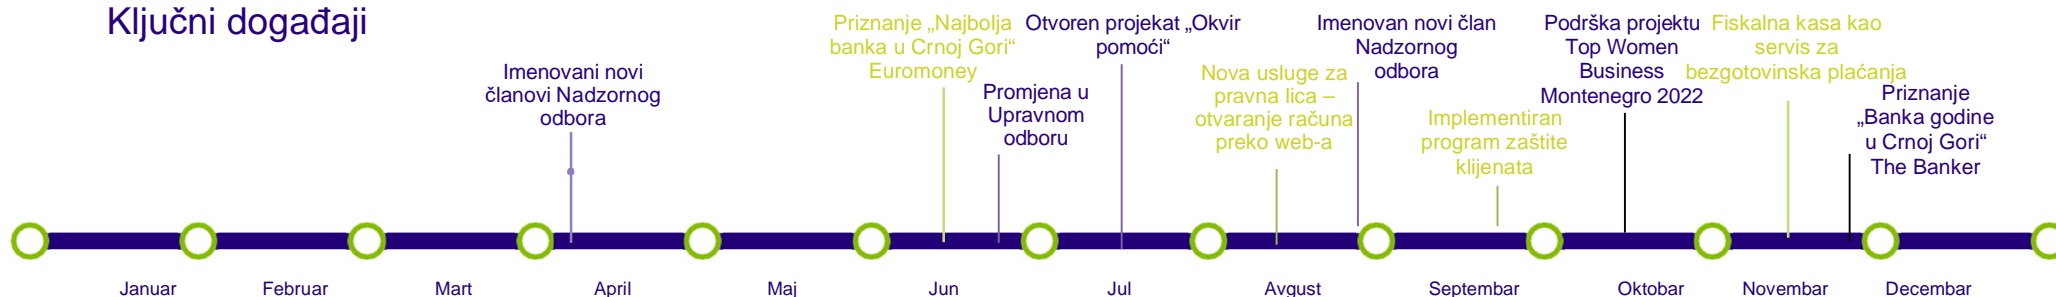 Ključni događaji
Imenovani novi
članovi Nadzornog
odbora
Priznanje „Najbolja
banka u Crnoj Gori“
Euromoney
Promjena u
Upravnom
odboru
Otvoren projekat „Okvir
pomoći“
Nova usluge za
pravna lica –
otvaranje računa
preko web-a
Imenovan novi član
Nadzornog
odbora
Implementiran
program zaštite
klijenata
Podrška projektu
Top Women
Business
Montenegro 2022
Fiskalna kasa kao
servis za
bezgotovinska plaćanja
Priznanje
„Banka godine
u Crnoj Gori“
The Banker
Januar Februar Mart April Maj Jun Jul Avgust Septembar Oktobar Novembar Decembar